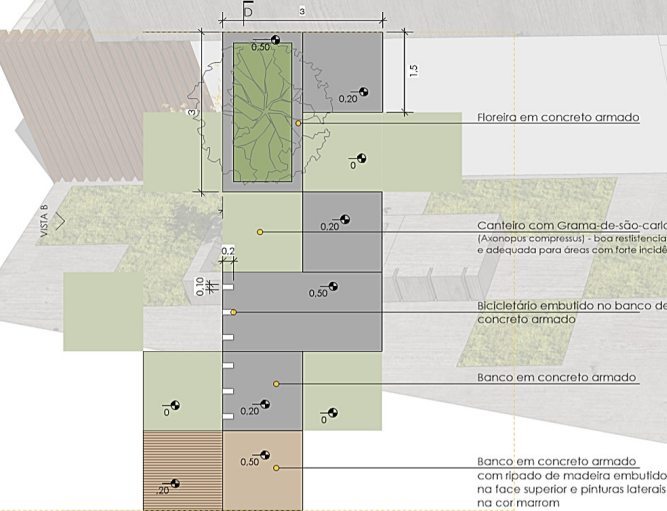 D
3
0,50
0,20
1,5
3
Floreira em concreto armado
0
VISTA B
0,20
Canteiro com Grama-de-são-carlo
(Axonopus compressus) - boa restistencia
e adequada para áreas com forte incidê
0.2
0,10
0,50
Bicicletário embutido no banco de
concreto armado
Banco em concreto armado
0
0,20
0
0,50
Banco em concreto armado
com ripado de madeira embutido
na face superior e pinturas laterais
na cor marrom
,20